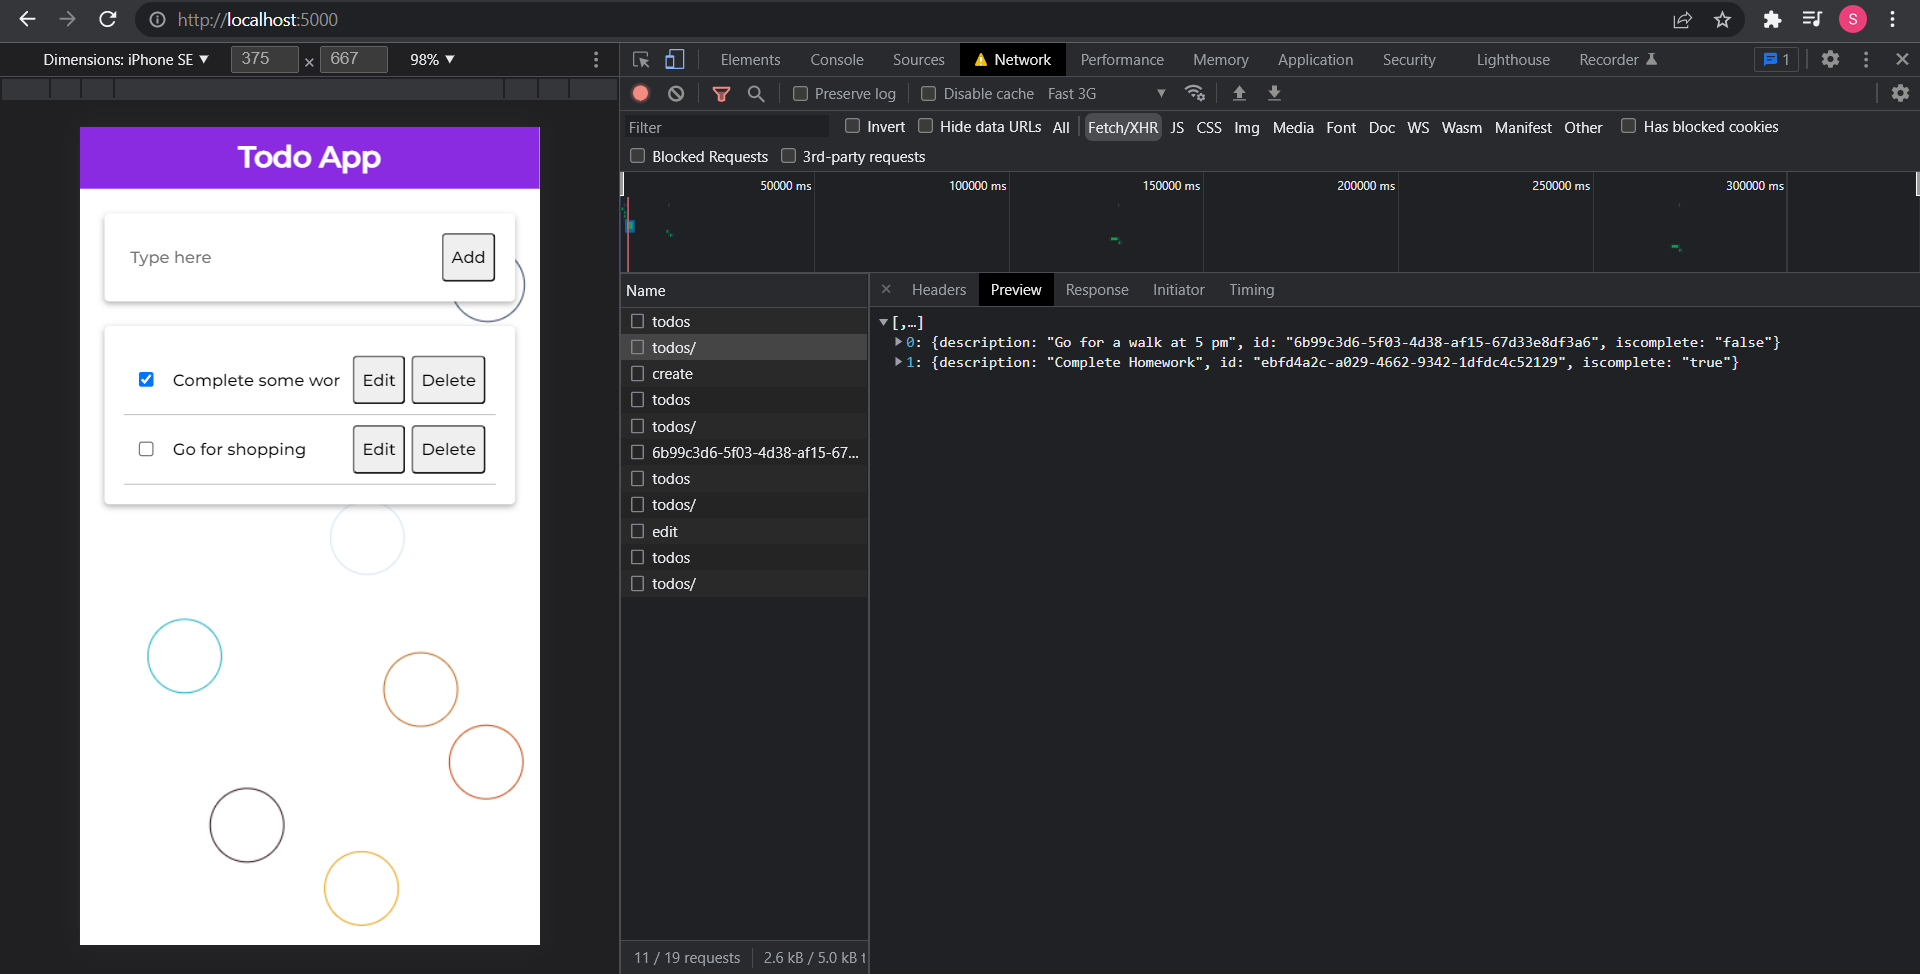 http://localhost:5000
S
Dimensions: iPhone SE ▼ 375 × 667 98% ▼
Elements Console Sources Network Performance Memory Application Security Lighthouse Recorder 1
Preserve log Disable cache Fast 3G ▼
Filter Invert Hide data URLs All Fetch/XHR JS CSS Img Media Font Doc WS Wasm Manifest Other Has blocked cookies
Blocked Requests 3rd-party requests
50000 ms 100000 ms 150000 ms 200000 ms 250000 ms 300000 ms
Todo App
Type here Add
Complete some wor Edit Delete
Go for shopping Edit Delete
Name
todos
todos/
create
todos
todos/
6b99c3d6-5f03-4d38-af15-67...
todos
todos/
edit
todos
todos/
11 / 19 requests 2.6 kB / 5.0 kB t
× Headers Preview Response Initiator Timing
▼[,…]
▶0: {description: "Go for a walk at 5 pm", id: "6b99c3d6-5f03-4d38-af15-67d33e8df3a6", iscomplete: "false"}
▶1: {description: "Complete Homework", id: "ebfd4a2c-a029-4662-9342-1dfdc4c52129", iscomplete: "true"}